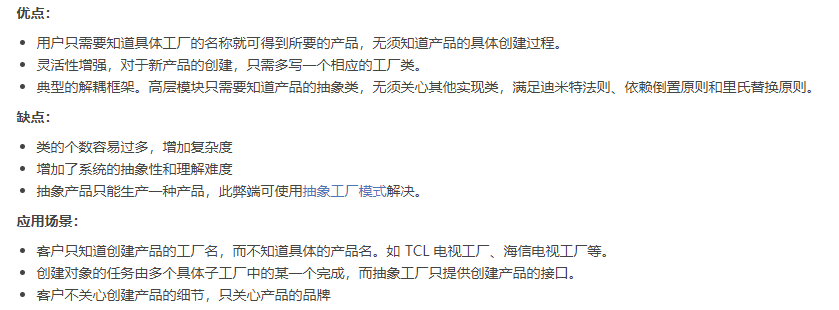 优点：
用户只需要知道具体工厂的名称就可得到所要的产品，无须知道产品的具体创建过程。
灵活性增强，对于新产品的创建，只需多写一个相应的工厂类。
典型的解耦框架。高层模块只需要知道产品的抽象类，无须关心其他实现类，满足迪米特法则、依赖倒置原则和里氏替换原则。
缺点：
类的个数容易过多，增加复杂度
增加了系统的抽象性和理解难度
抽象产品只能生产一种产品，此弊端可使用抽象工厂模式解决。
应用场景：
客户只知道创建产品的工厂名，而不知道具体的产品名。如 TCL 电视工厂、海信电视工厂等。
创建对象的任务由多个具体子工厂中的某一个完成，而抽象工厂只提供创建产品的接口。
客户不关心创建产品的细节，只关心产品的品牌